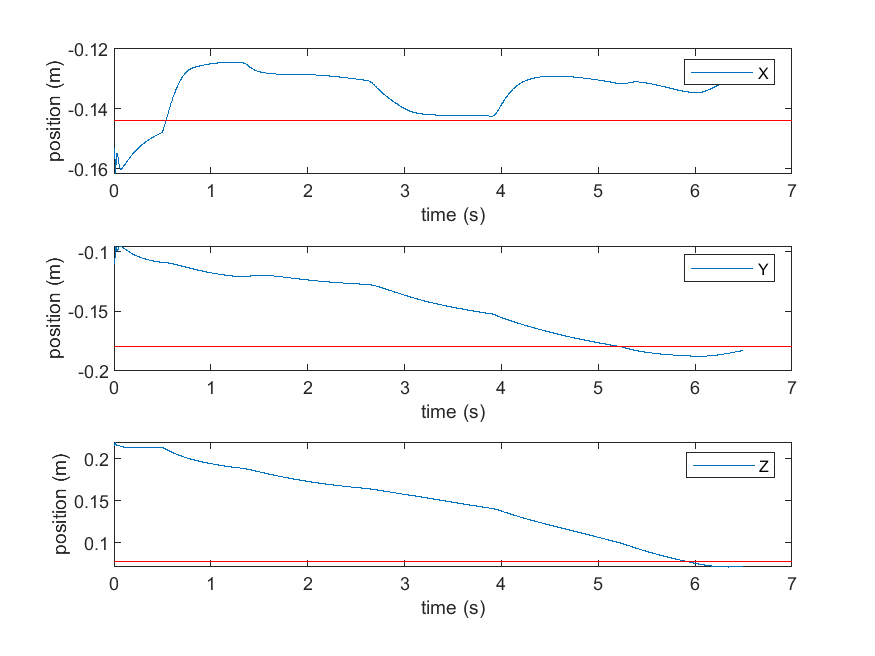 -0.12
-0.14
-0.16
position (m)
X
0 1 2 3 4 5 6 7
time (s)
-0.1
-0.15
-0.2
position (m)
Y
0 1 2 3 4 5 6 7
time (s)
0.2
0.15
0.1
position (m)
Z
0 1 2 3 4 5 6 7
time (s)